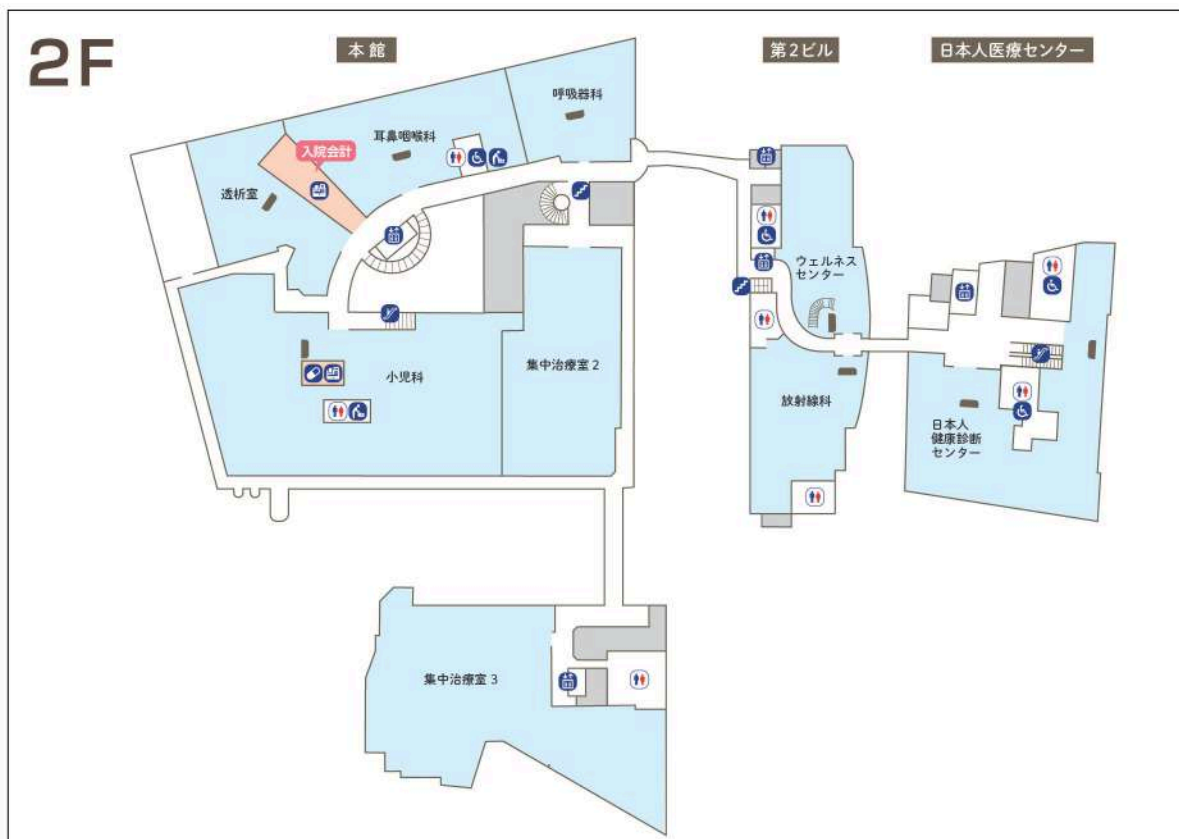 2F
本館
第2ビル
日本人医療センター
呼吸器科
耳鼻咽喉科
入院会計
透析室
ウェルネス
センター
集中治療室2
小児科
放射線科
日本人
健康診断
センター
集中治療室3